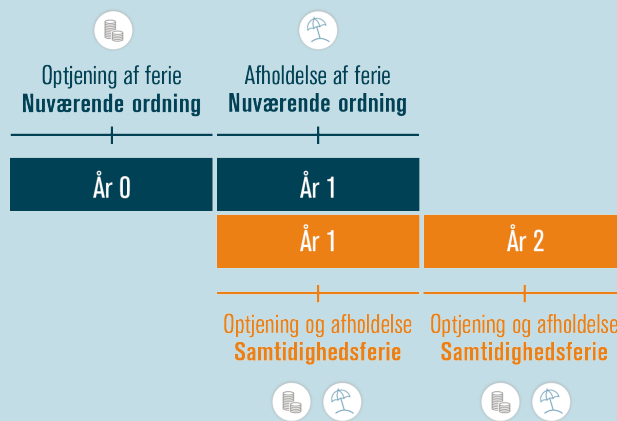 Optjening af ferie
Nuværende ordning
Afholdelse af ferie
Nuværende ordning
År 0
År 1
År 1
År 2
Optjening og afholdelse
Samtidighedsferie
Optjening og afholdelse
Samtidighedsferie